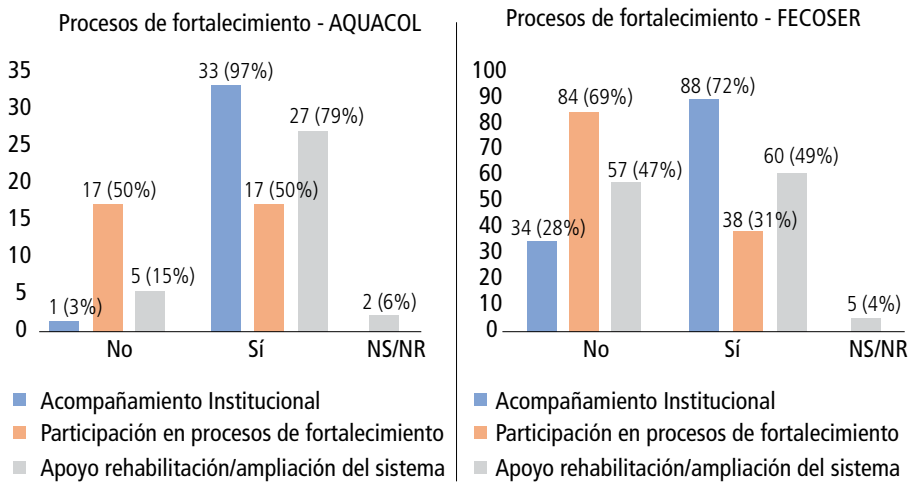 Procesos de fortalecimiento - AQUACOL
35
30
25
20
15
10
5
0
33 (97%)
27 (79%)
17 (50%)
17 (50%)
5 (15%)
1 (3%)
2 (6%)
No
Sí
NS/NR
Acompañamiento Institucional
Participación en procesos de fortalecimiento
Apoyo rehabilitación/ampliación del sistema
Procesos de fortalecimiento - FECOSER
100
90
80
70
60
50
40
30
20
10
0
84 (69%)
88 (72%)
57 (47%)
60 (49%)
34 (28%)
38 (31%)
5 (4%)
No
Sí
NS/NR
Acompañamiento Institucional
Participación en procesos de fortalecimiento
Apoyo rehabilitación/ampliación del sistema